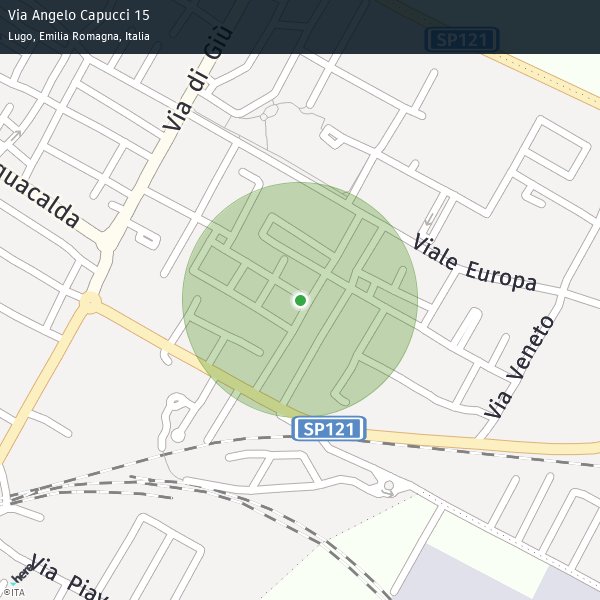 Via Angelo Capucci 15
Lugo, Emilia Romagna, Italia
SP121
Via di Giù
quacalda
Viale Europa
Via Veneto
SP121
Via Piav
here
©ITA